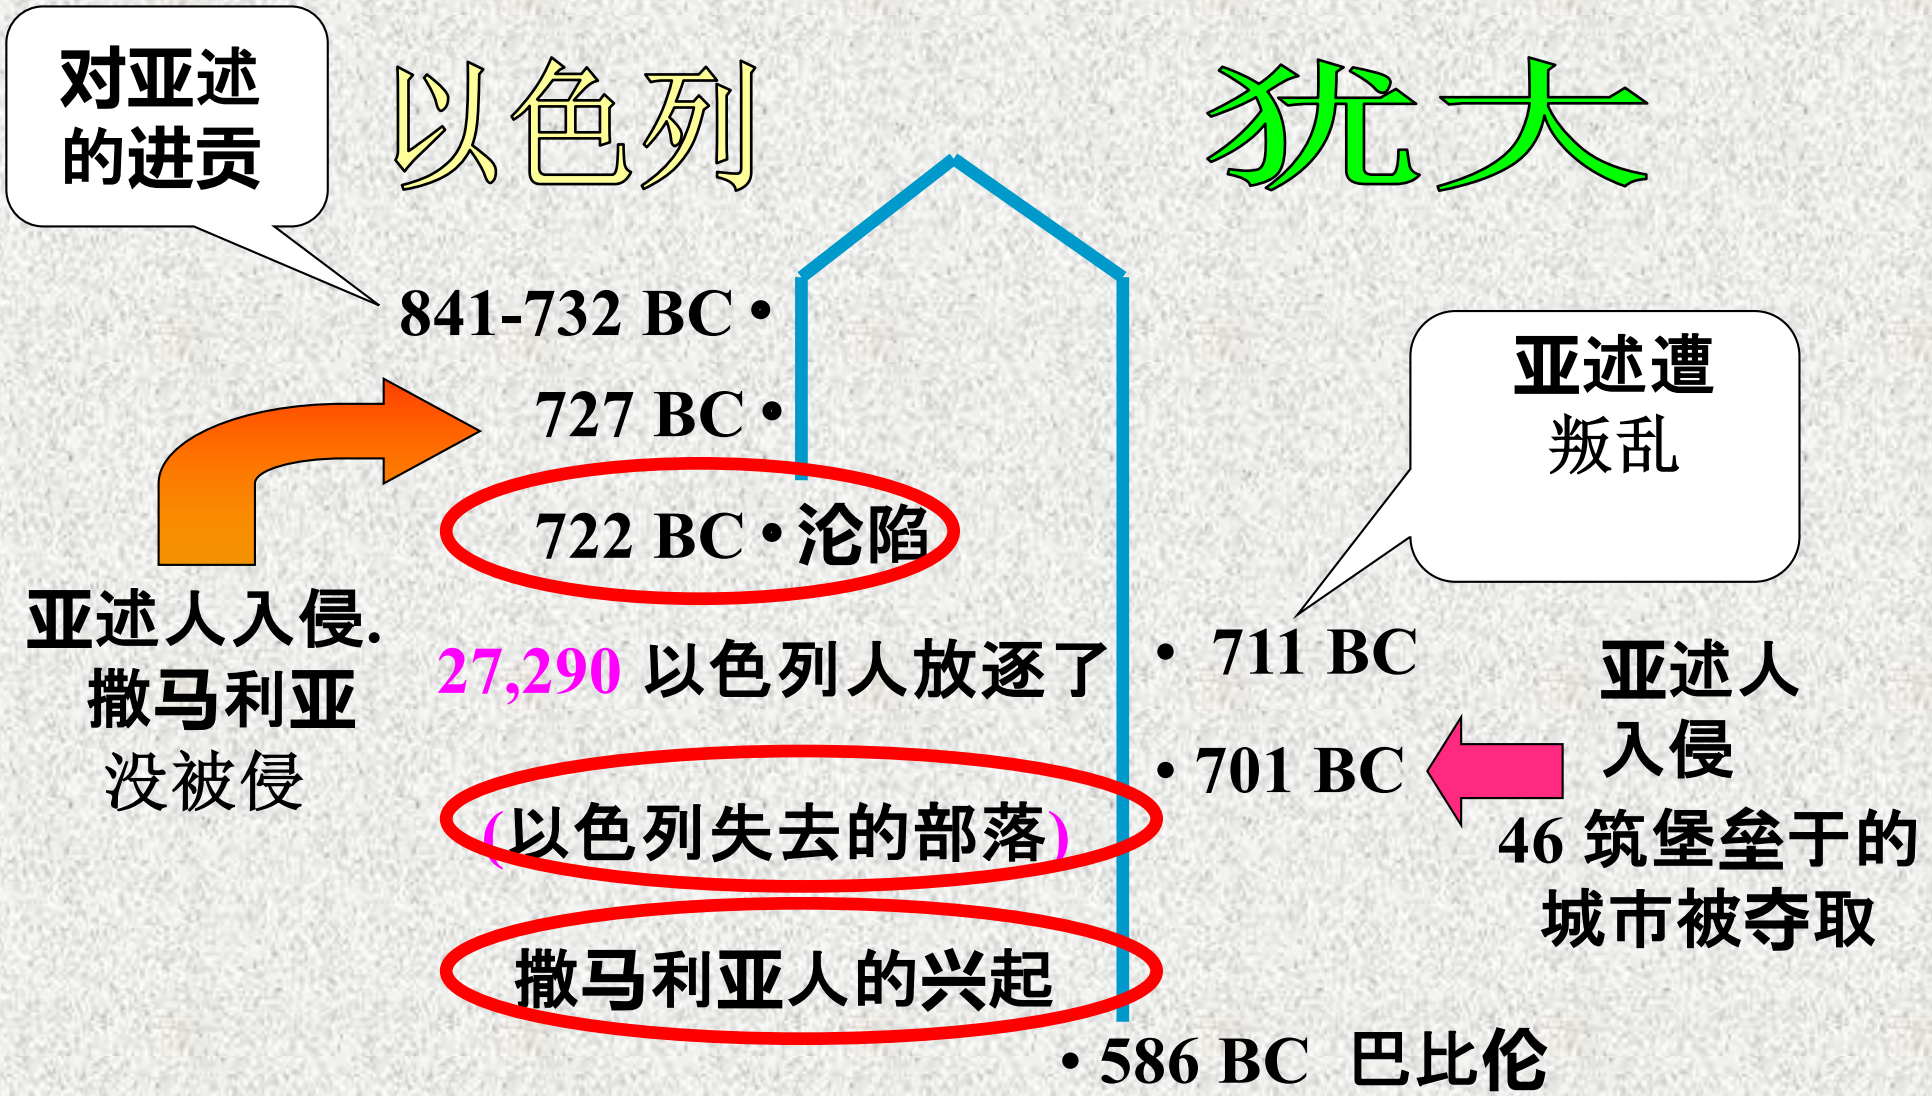 对亚述
的进贡
以色列
犹大
841-732 BC •
727 BC •
722 BC • 沦陷
亚述人入侵.
撒马利亚
没被侵
27,290 以色列人放逐了
(以色列失去的部落)
撒马利亚人的兴起
亚述遭
叛乱
• 711 BC
• 701 BC
亚述人
入侵
46 筑堡垒于的
城市被夺取
• 586 BC 巴比伦